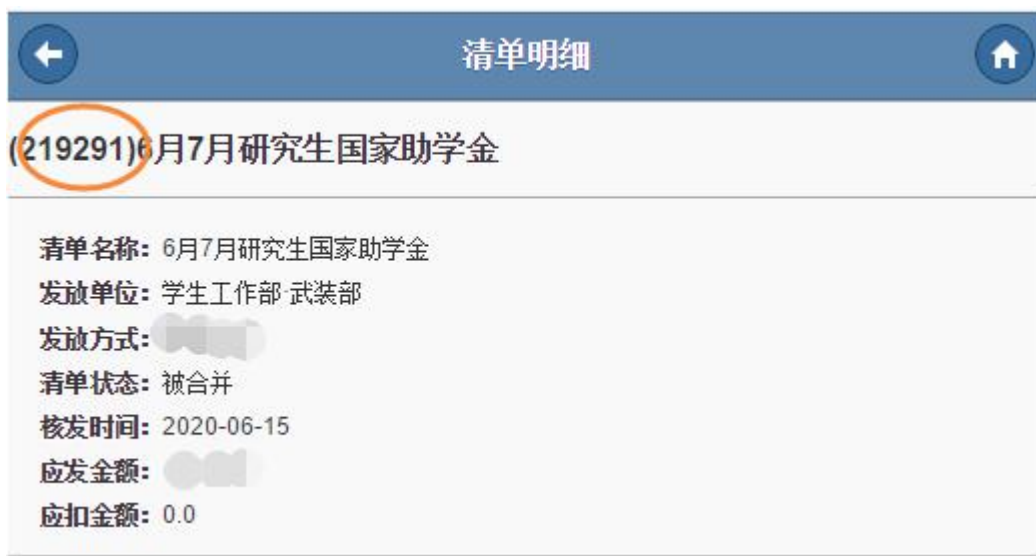 清单明细
(219291)6月7月研究生国家助学金
清单名称：6月7月研究生国家助学金
发放单位：学生工作部·武装部
发放方式：
清单状态：被合并
核发时间：2020-06-15
应发金额：
应扣金额：0.0